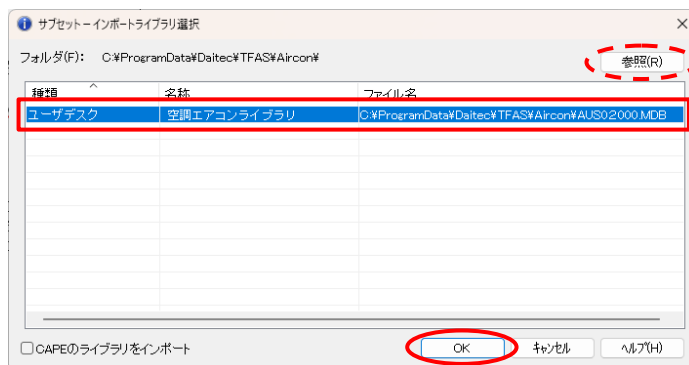 サブセット－インポートライブラリ選択
フォルダ(F): C:¥ProgramData¥Daitec¥TFAS¥Aircon¥ 参照(R)
種類 名称 ファイル名
ユーザデスク 空調エアコンライブラリ C:¥ProgramData¥Daitec¥TFAS¥Aircon¥AUS02000.MDB
CAPEのライブラリをインポート OK キャンセル ヘルプ(H)